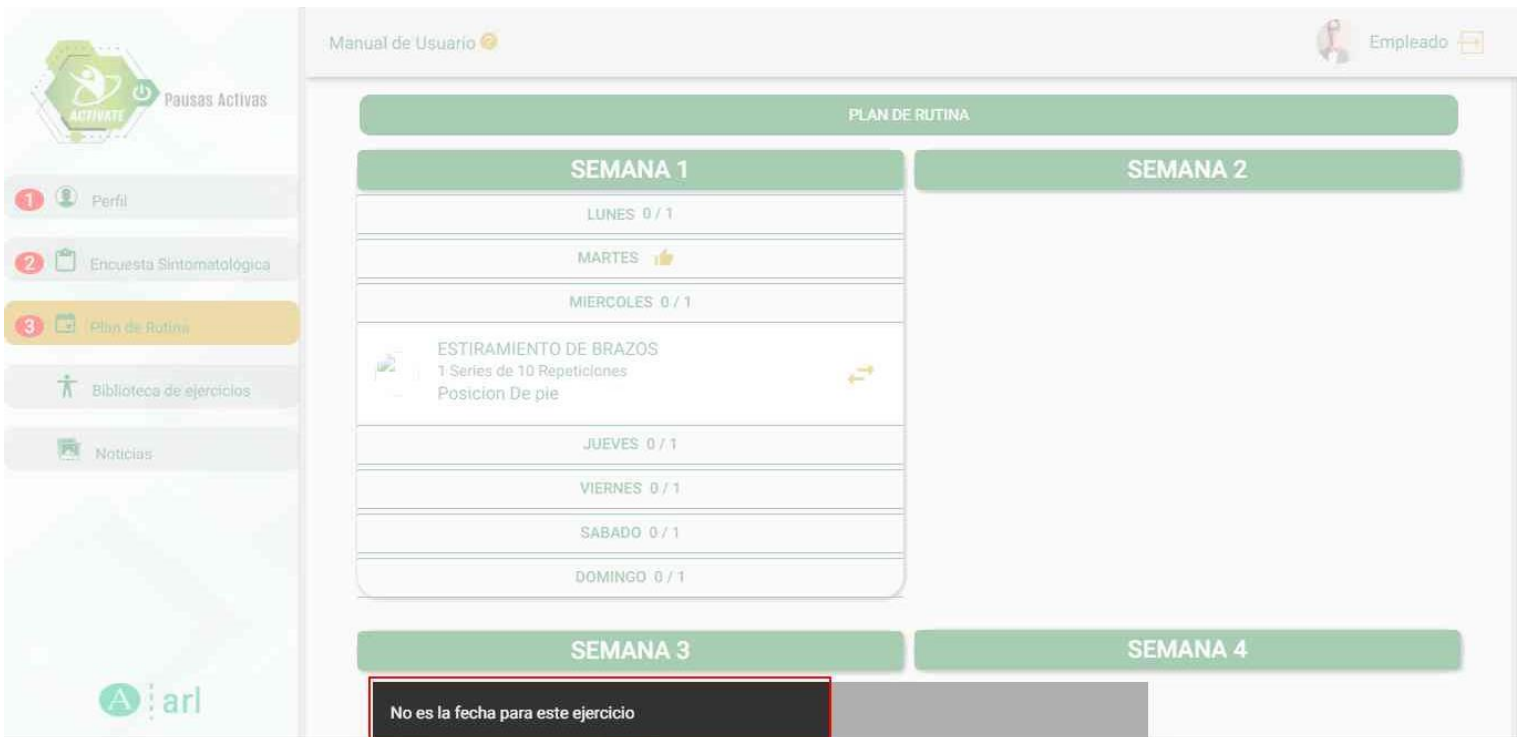 Manual de Usuario ?
Empleado
ACTIVATE
Pausas Activas
PLAN DE RUTINA
SEMANA 1
SEMANA 2
1 Perfil
LUNES 0 / 1
2 Encuesta Sintomatológica
MARTES
MIERCOLES 0 / 1
3 Plan de Rutina
ESTIRAMIENTO DE BRAZOS
1 Series de 10 Repeticiones
Posicion De pie
Biblioteca de ejercicios
JUEVES 0 / 1
Noticias
VIERNES 0 / 1
SABADO 0 / 1
DOMINGO 0 / 1
SEMANA 3
SEMANA 4
A arl
No es la fecha para este ejercicio